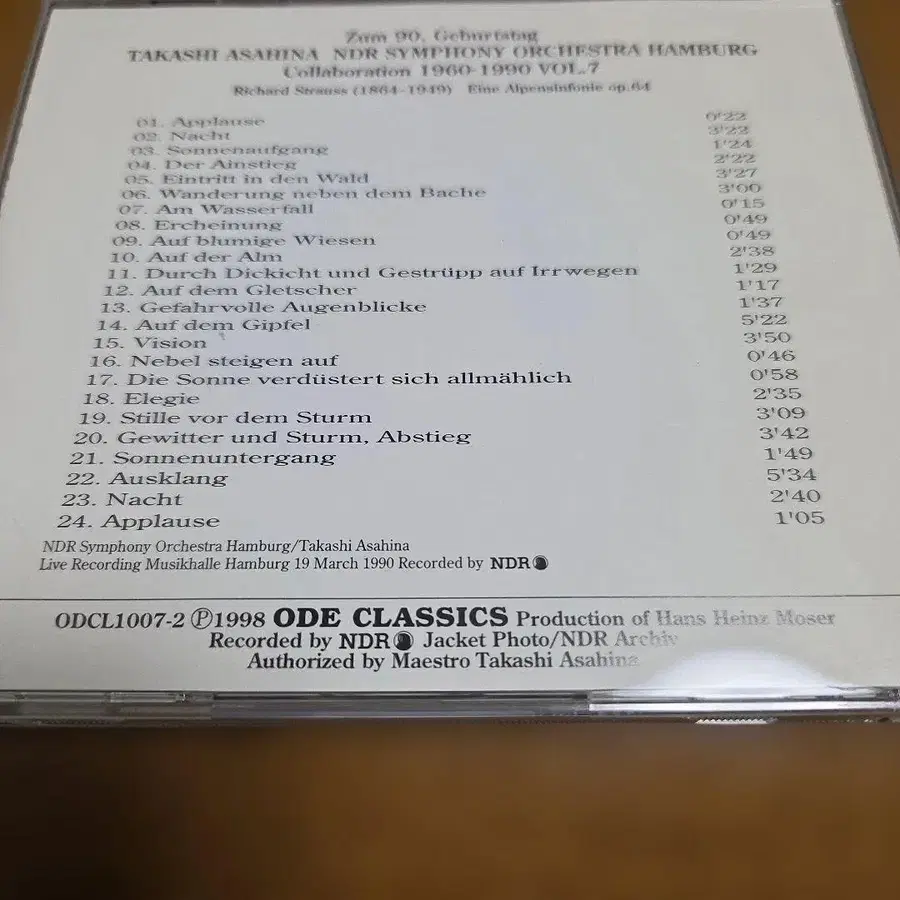 Zum 90. Geburtstag
TAKASHI ASAHINA NDR SYMPHONY ORCHESTRA HAMBURG
Collaboration 1960-1990 VOL.7
Richard Strauss (1864-1949) Eine Alpensinfonie op.64
01. Applause 0'22
02. Nacht 3'23
03. Sonnenaufgang 1'24
04. Der Ainstieg 2'22
05. Eintritt in den Wald 3'27
06. Wanderung neben dem Bache 3'00
07. Am Wasserfall 0'15
08. Ercheinung 0'49
09. Auf blumige Wiesen 0'49
10. Auf der Alm 2'38
11. Durch Dickicht und Gestrüpp auf Irrwegen 1'29
12. Auf dem Gletscher 1'17
13. Gefahrvolle Augenblicke 1'37
14. Auf dem Gipfel 5'22
15. Vision 3'50
16. Nebel steigen auf 0'46
17. Die Sonne verdüstert sich allmählich 0'58
18. Elegie 2'35
19. Stille vor dem Sturm 3'09
20. Gewitter und Sturm, Abstieg 3'42
21. Sonnenuntergang 1'49
22. Ausklang 5'34
23. Nacht 2'40
24. Applause 1'05
NDR Symphony Orchestra Hamburg/Takashi Asahina
Live Recording Musikhalle Hamburg 19 March 1990 Recorded by NDR
ODCL1007-2 Ⓟ1998 ODE CLASSICS Production of Hans Heinz Moser
Recorded by NDR Jacket Photo/NDR Archiv
Authorized by Maestro Takashi Asahina